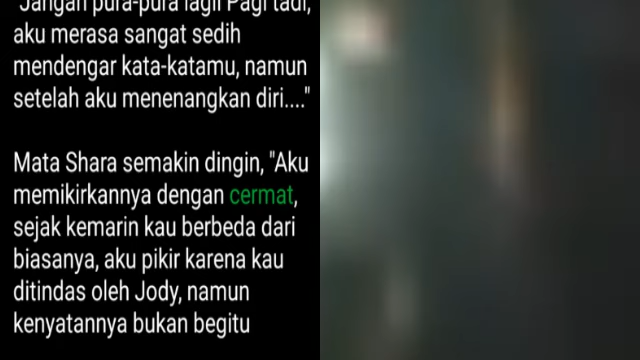 "Jangan pura-pura lagi! Pagi tadi,
aku merasa sangat sedih
mendengar kata-katamu, namun
setelah aku menenangkan diri...."
Mata Shara semakin dingin, "Aku
memikirkannya dengan cermat,
sejak kemarin kau berbeda dari
biasanya, aku pikir karena kau
ditindas oleh Jody, namun
kenyatannya bukan begitu